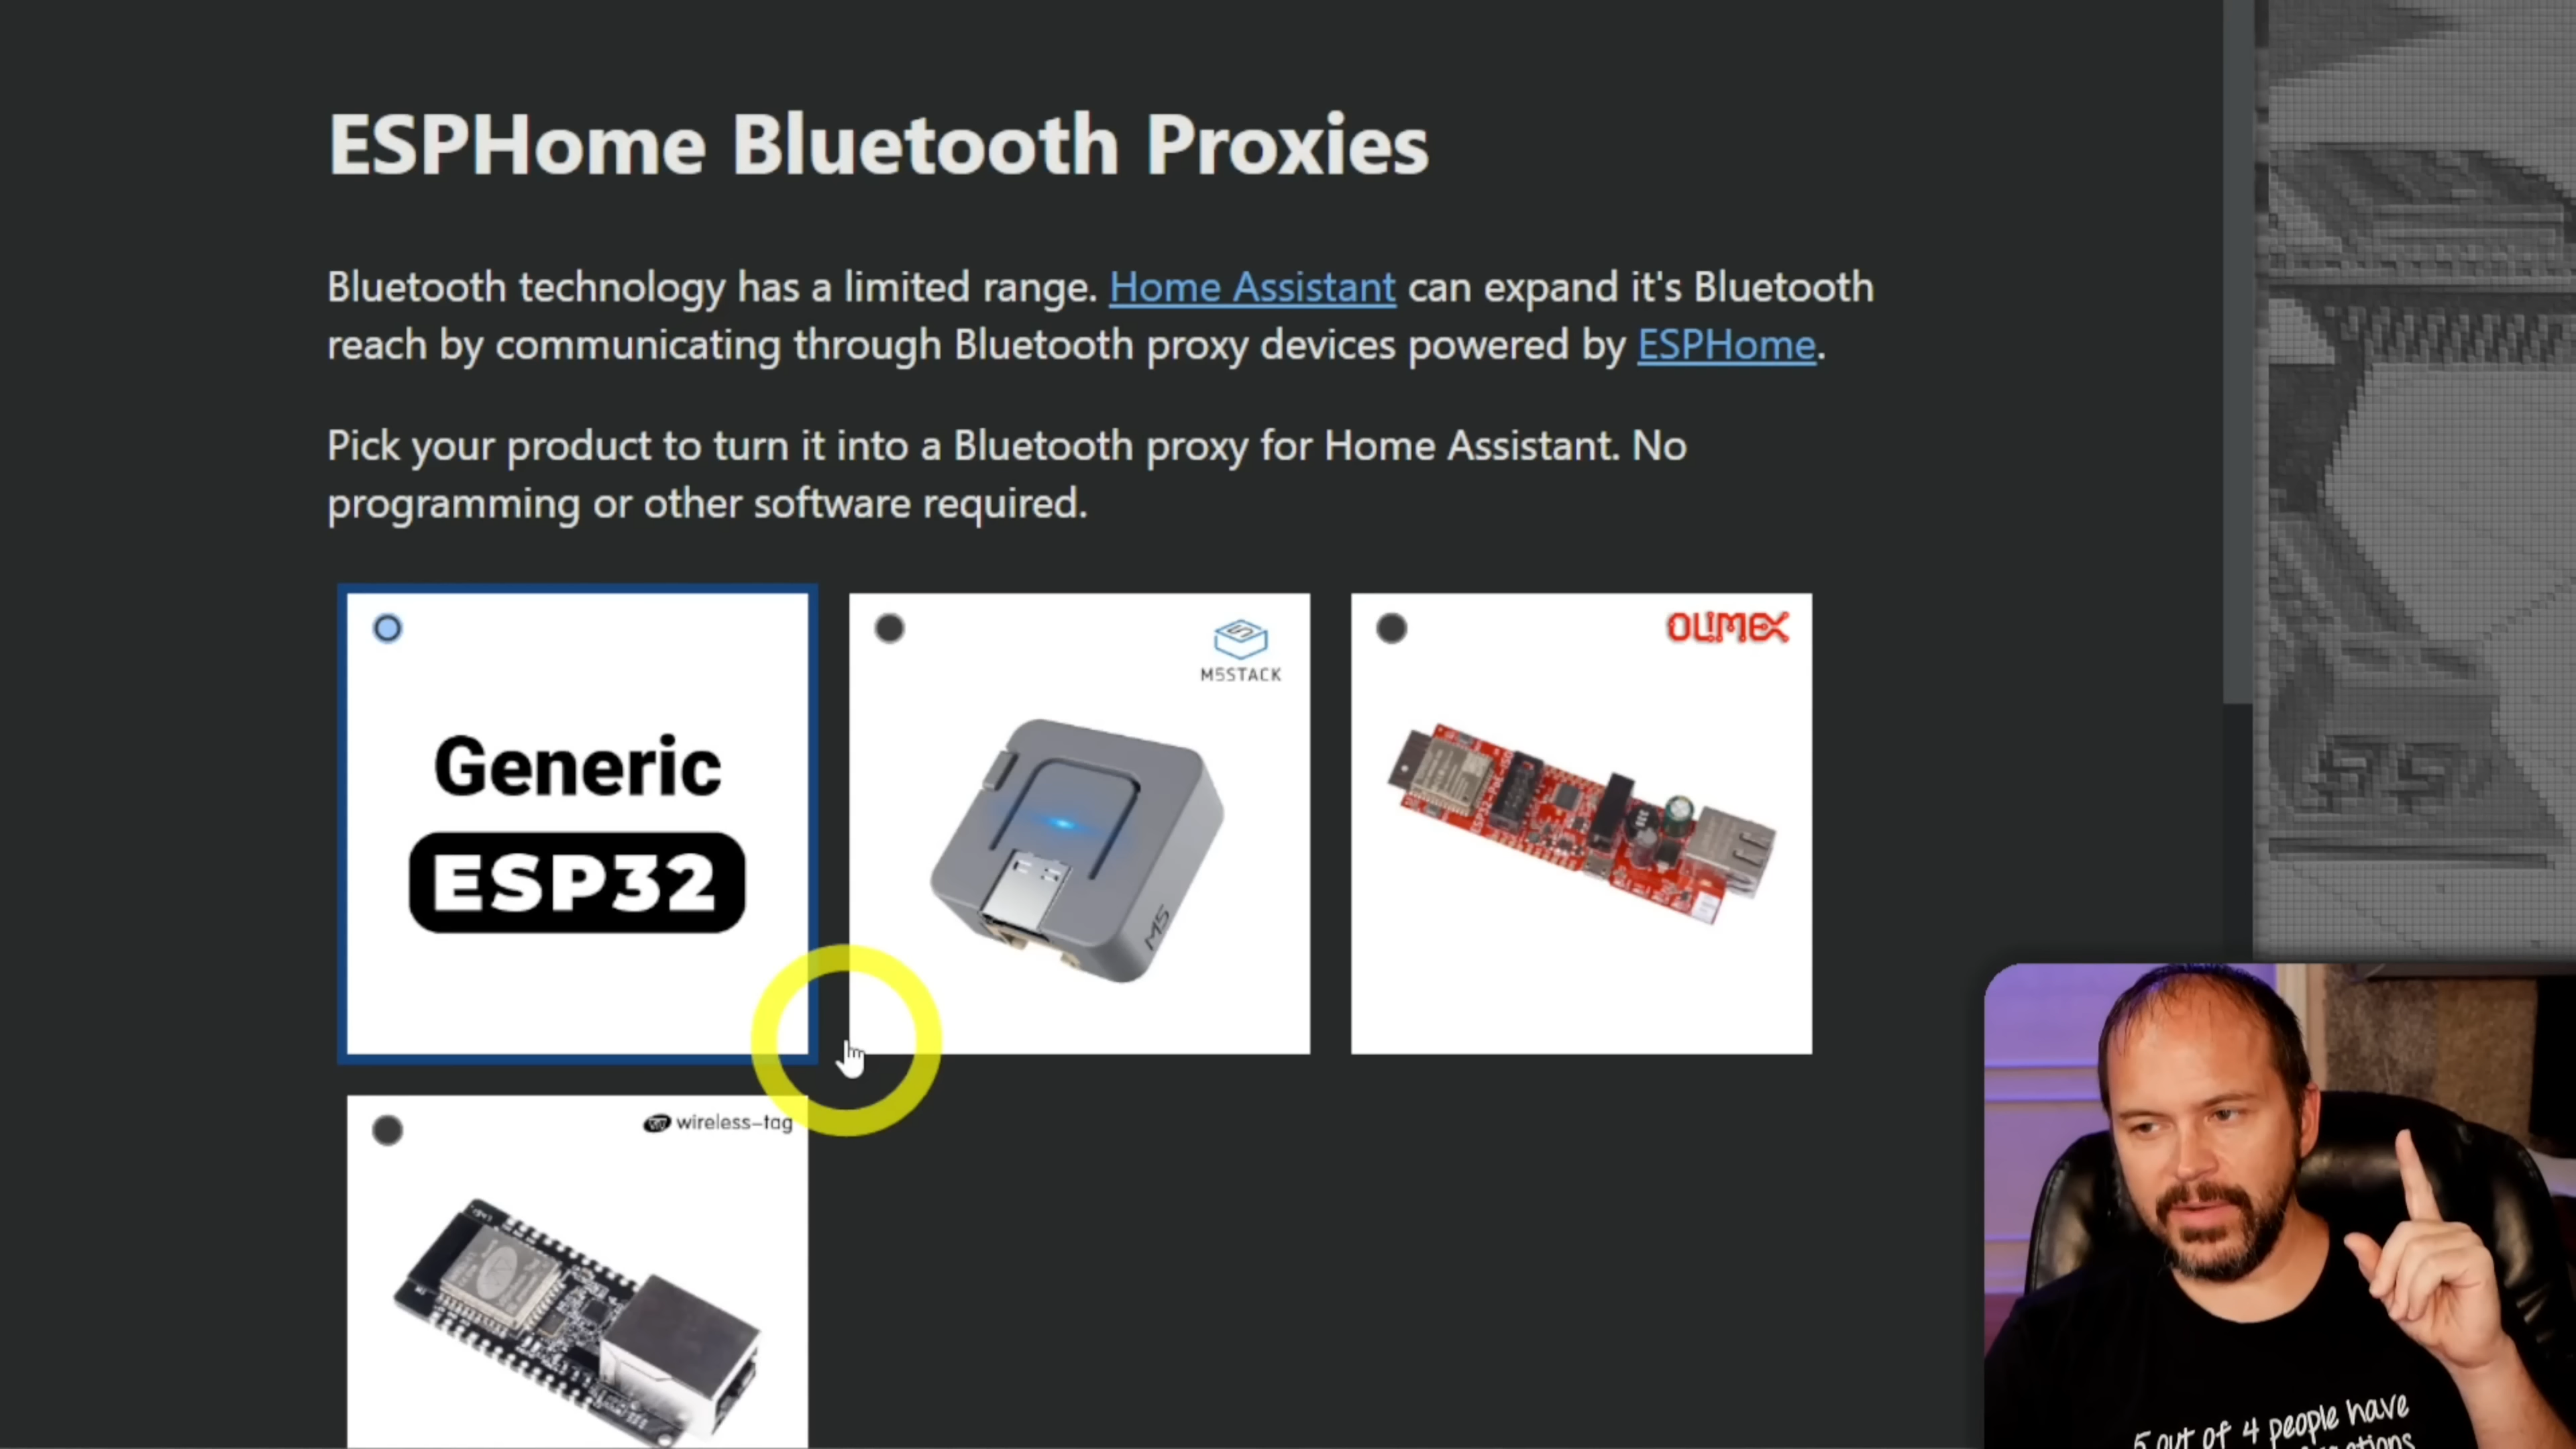 ESPHome Bluetooth Proxies
Bluetooth technology has a limited range. Home Assistant can expand it's Bluetooth
reach by communicating through Bluetooth proxy devices powered by ESPHome.
Pick your product to turn it into a Bluetooth proxy for Home Assistant. No
programming or other software required.
Generic
ESP32
M5STACK
M5
OLIMEX
wireless-tag
5 out of 4 people have